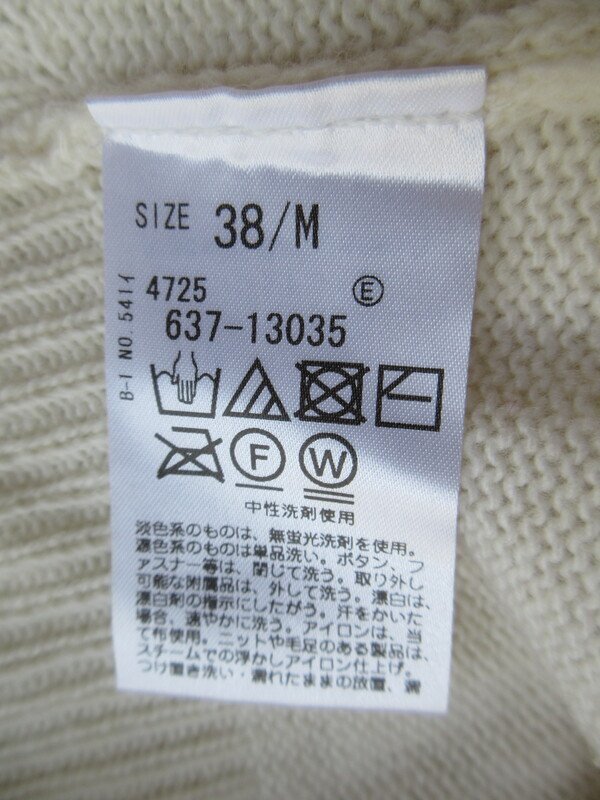 SIZE 38/M
4725 Ⓔ
637-13035
B-I NO.541イ
F W
中性洗剤使用
淡色系のものは、無蛍光洗剤を使用。
濃色系のものは単品洗い。ボタン、フ
ァスナー等は、閉じて洗う。取り外し
可能な附属品は、外して洗う。漂白は、
漂白剤の指示にしたがう。汗をかいた
場合、速やかに洗う。アイロンは、当
て布使用。ニットや毛足のある製品は、
スチームでの浮かしアイロン仕上げ。
つけ置き洗い・濡れたままの放置、